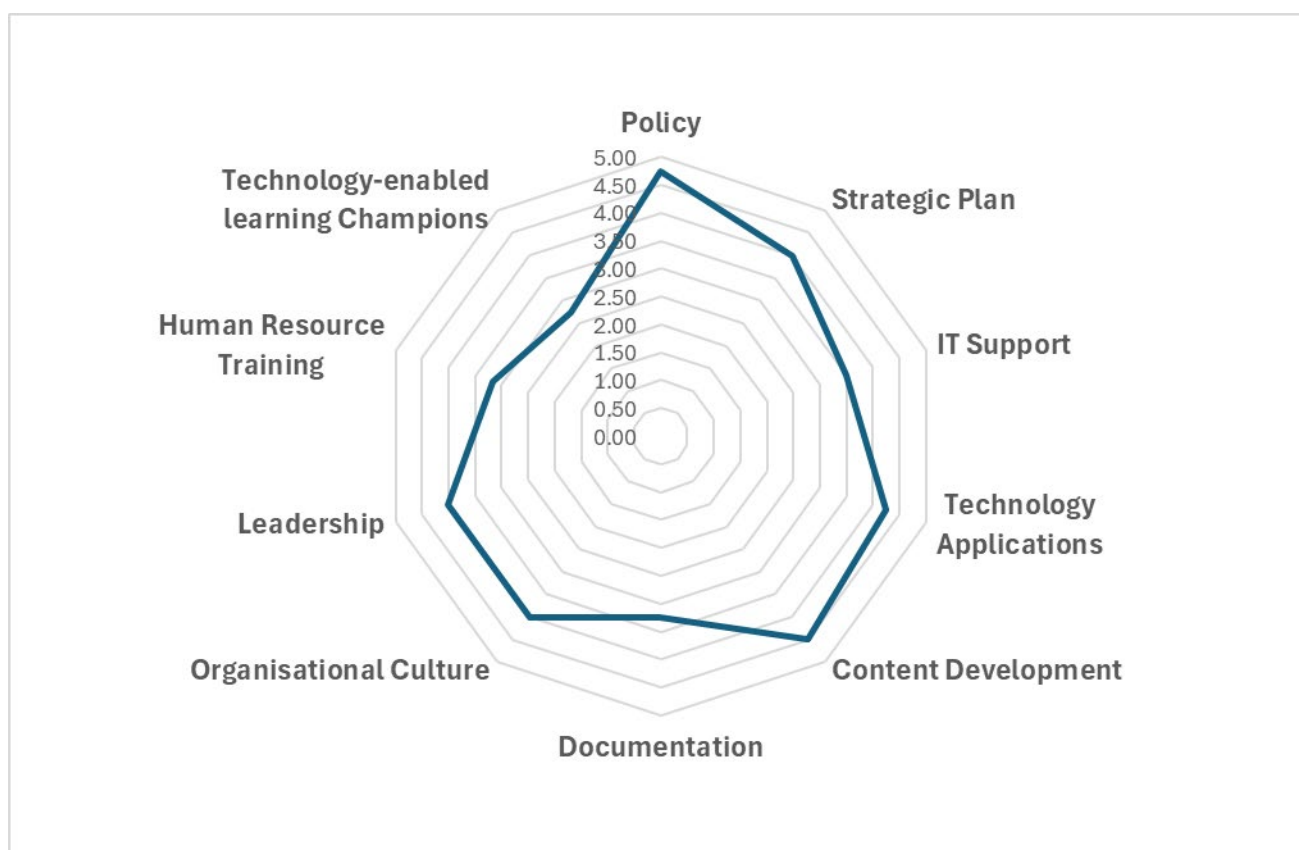 Policy
5.00
4.50
4.00
3.50
3.00
2.50
2.00
1.50
1.00
0.50
0.00
Strategic Plan
IT Support
Technology
Applications
Content Development
Documentation
Organisational Culture
Leadership
Human Resource
Training
Technology-enabled
learning Champions